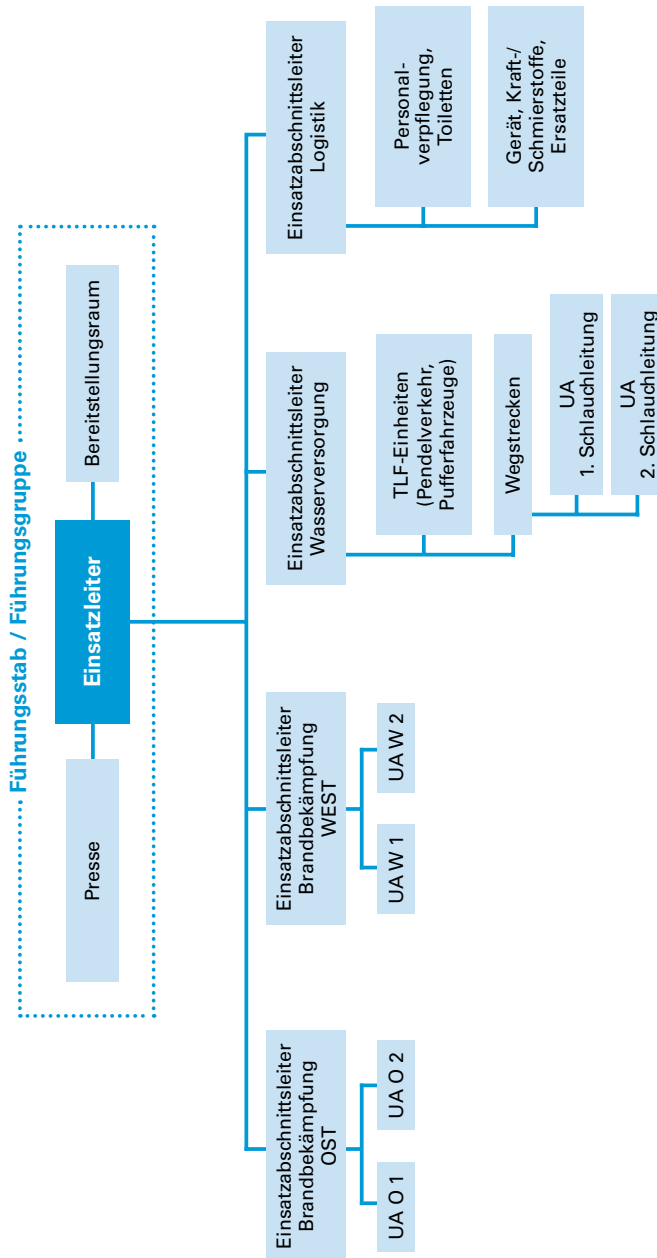 Führungsstab / Führungsgruppe
Presse
Einsatzleiter
Bereitstellungsraum
Einsatzabschnittsleiter
Brandbekämpfung
OST
UA O 1
UA O 2
Einsatzabschnittsleiter
Brandbekämpfung
WEST
UA W 1
UA W 2
Einsatzabschnittsleiter
Wasserversorgung
TLF-Einheiten
(Pendelverkehr,
Pufferfahrzeuge)
Wegstrecken
UA
1. Schlauchleitung
UA
2. Schlauchleitung
Einsatzabschnittsleiter
Logistik
Personal-
verpflegung,
Toiletten
Gerät, Kraft-/
Schmierstoffe,
Ersatzteile